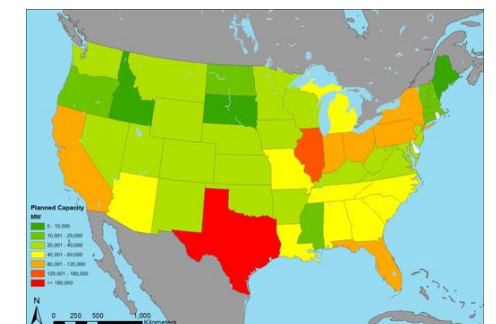 Planned Capacity
MW
0 - 10,000
10,001 - 20,000
20,001 - 40,000
40,001 - 80,000
80,001 - 120,000
120,001 - 180,000
>= 180,000
N
0 250 500 1,000
Kilometers